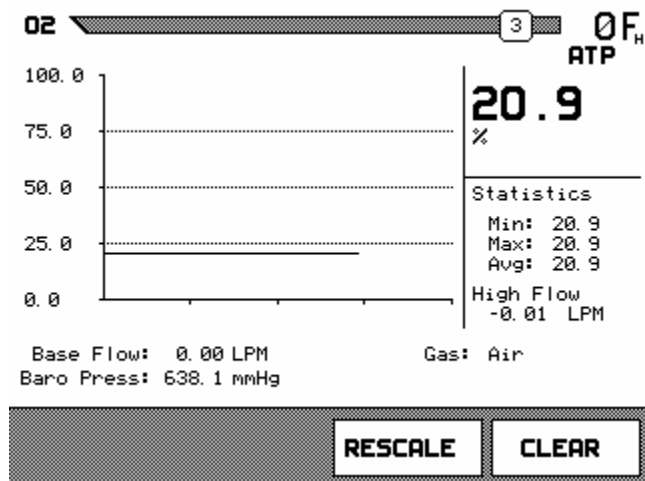 O2 3 0FH
ATP
100.0
75.0
50.0
25.0
0.0
20.9
%
Statistics
Min: 20.9
Max: 20.9
Avg: 20.9
High Flow
-0.01 LPM
Base Flow: 0.00 LPM Gas: Air
Baro Press: 638.1 mmHg
RESCALE CLEAR